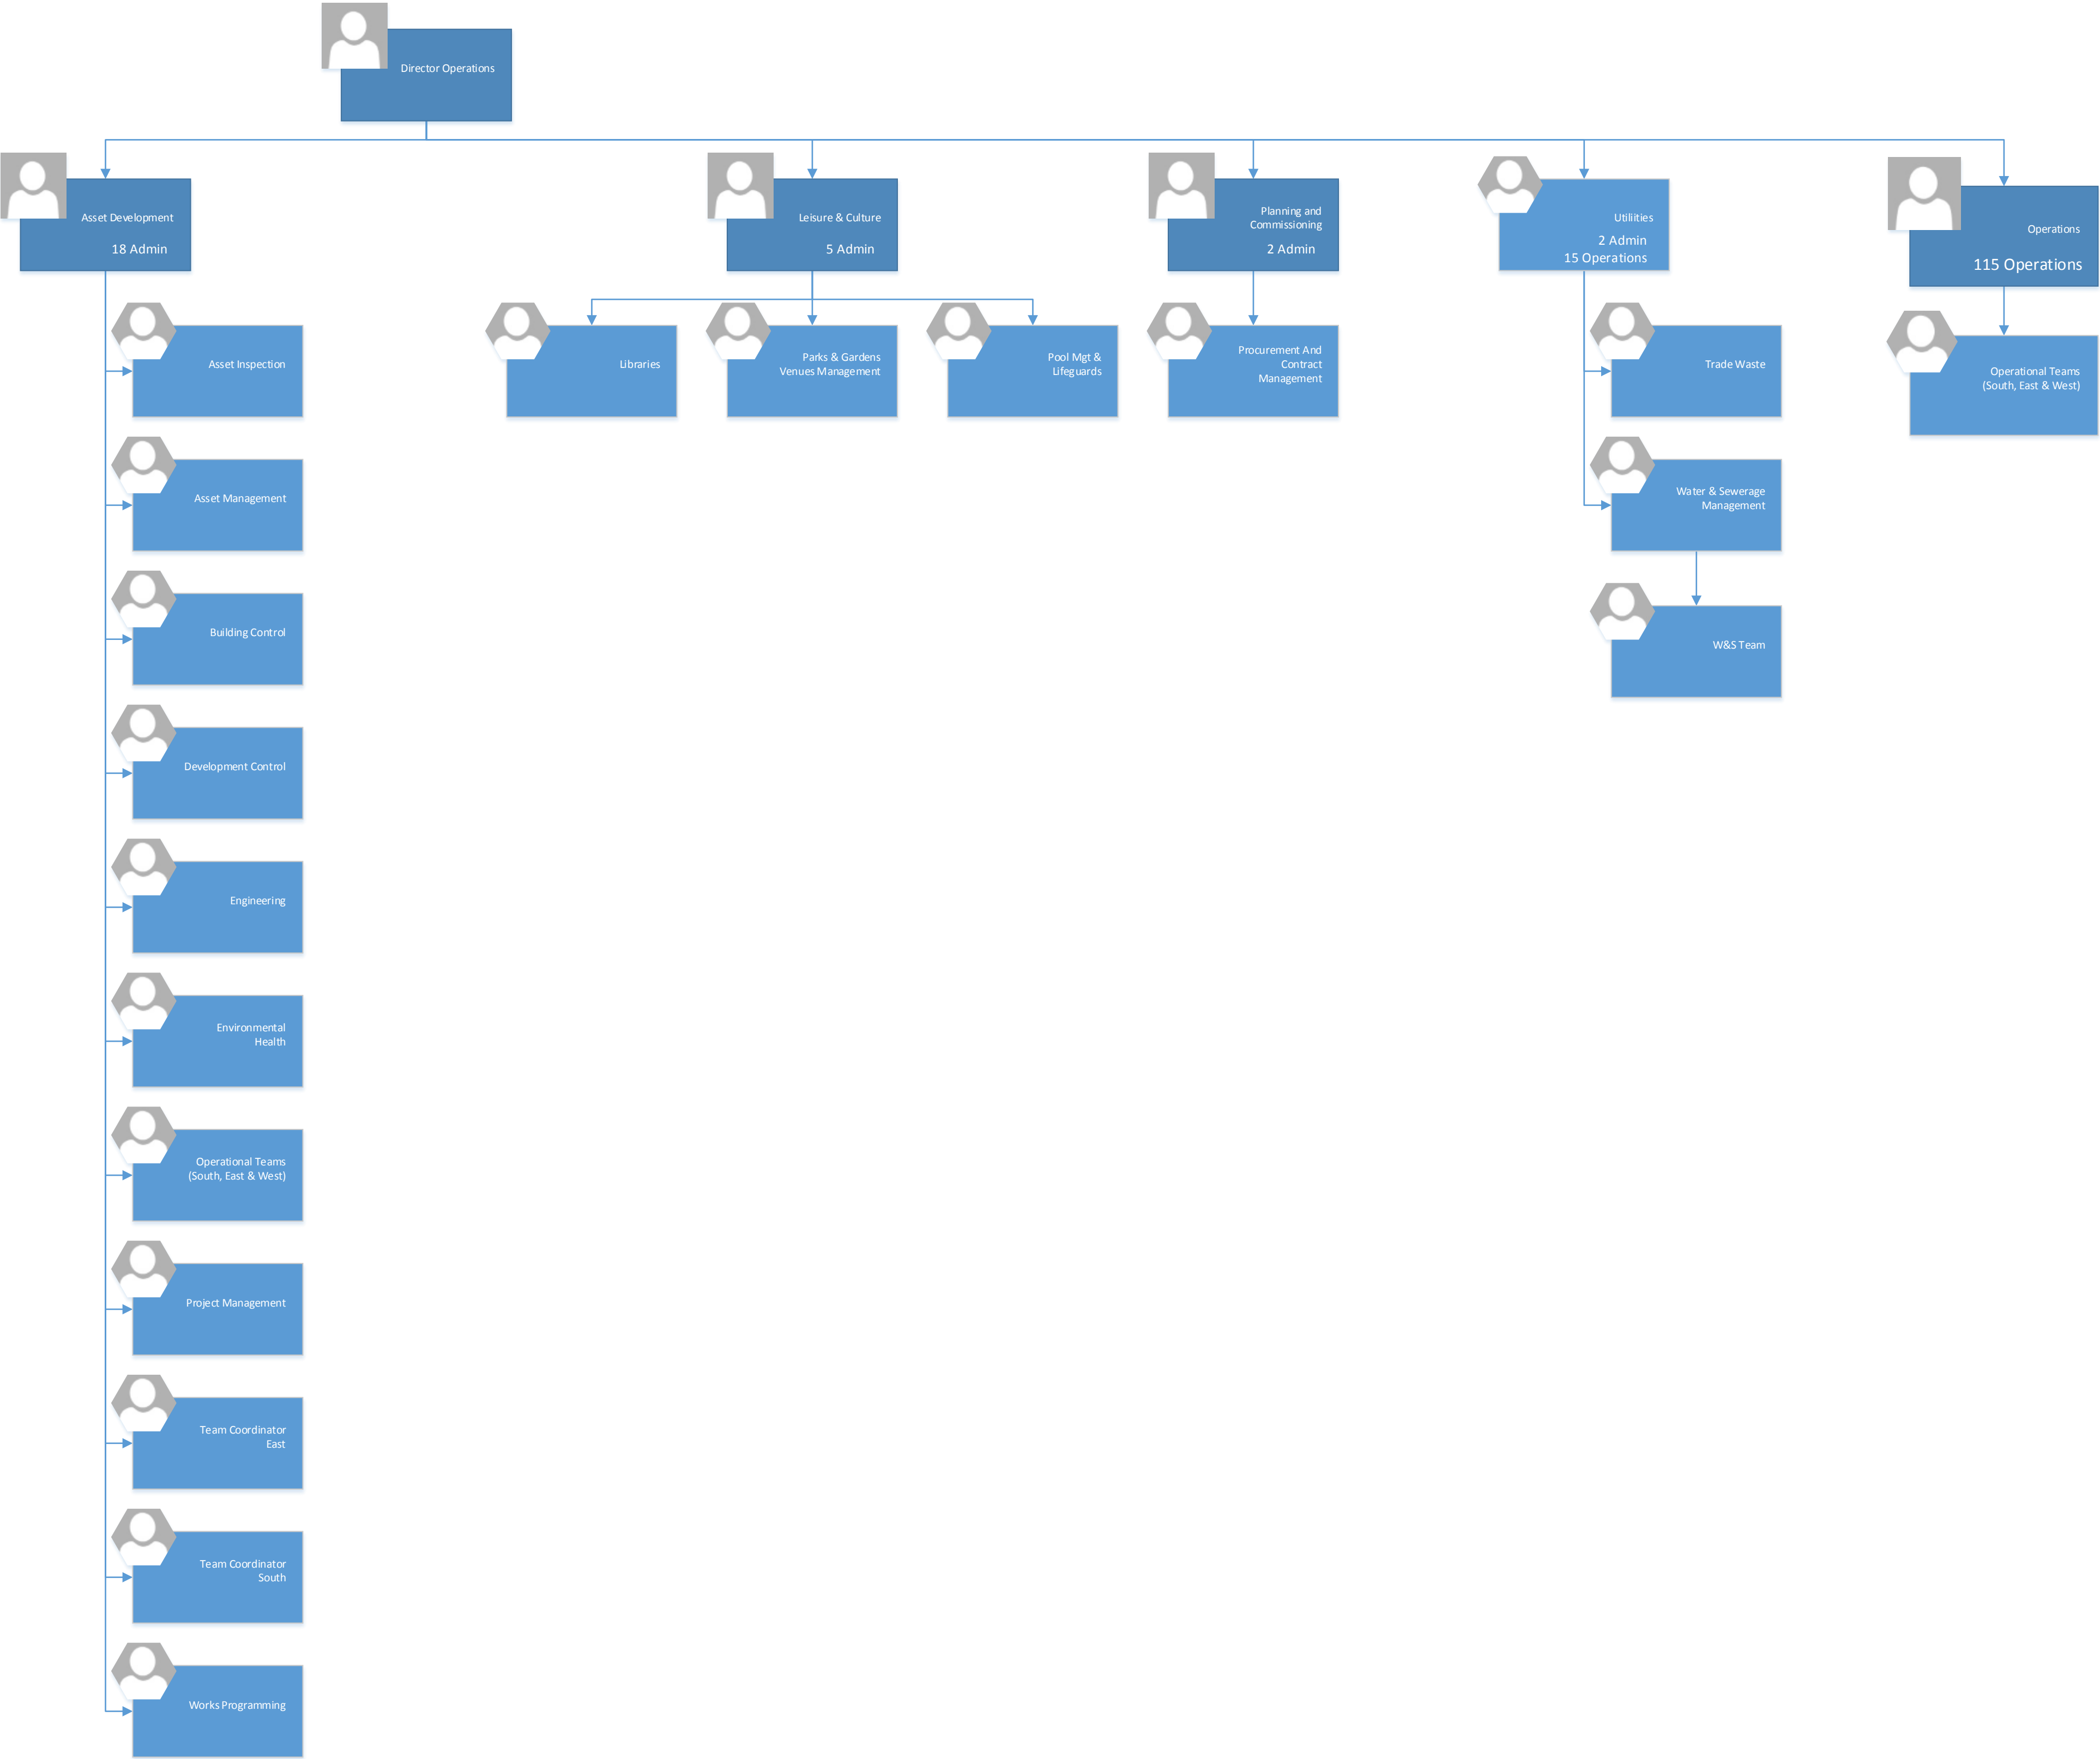 Director Operations
Asset Development
18 Admin
Leisure & Culture
5 Admin
Planning and
Commissioning
2 Admin
Utiliities
2 Admin
15 Operations
Operations
115 Operations
Asset Inspection
Asset Management
Building Control
Development Control
Engineering
Environmental
Health
Operational Teams
(South, East & West)
Project Management
Team Coordinator
East
Team Coordinator
South
Works Programming
Libraries
Parks & Gardens
Venues Management
Pool Mgt &
Lifeguards
Procurement And
Contract
Management
Trade Waste
Water & Sewerage
Management
W&S Team
Operational Teams
(South, East & West)